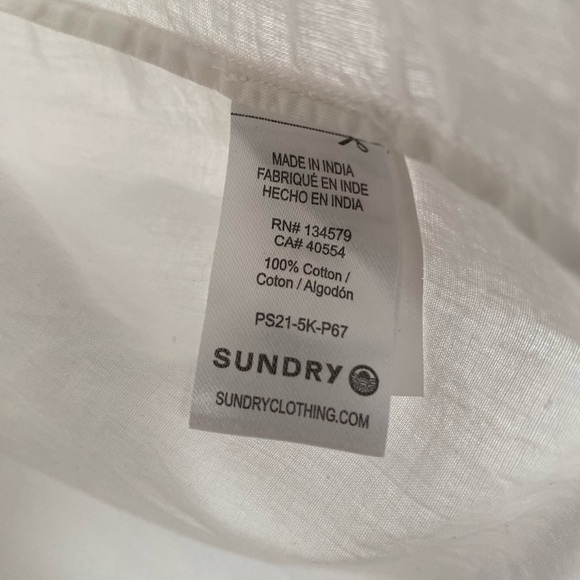 MADE IN INDIA
FABRIQUÉ EN INDE
HECHO EN INDIA
RN# 134579
CA# 40554
100% Cotton /
Coton / Algodón
PS21-5K-P67
SUNDRY
SUNDRYCLOTHING.COM